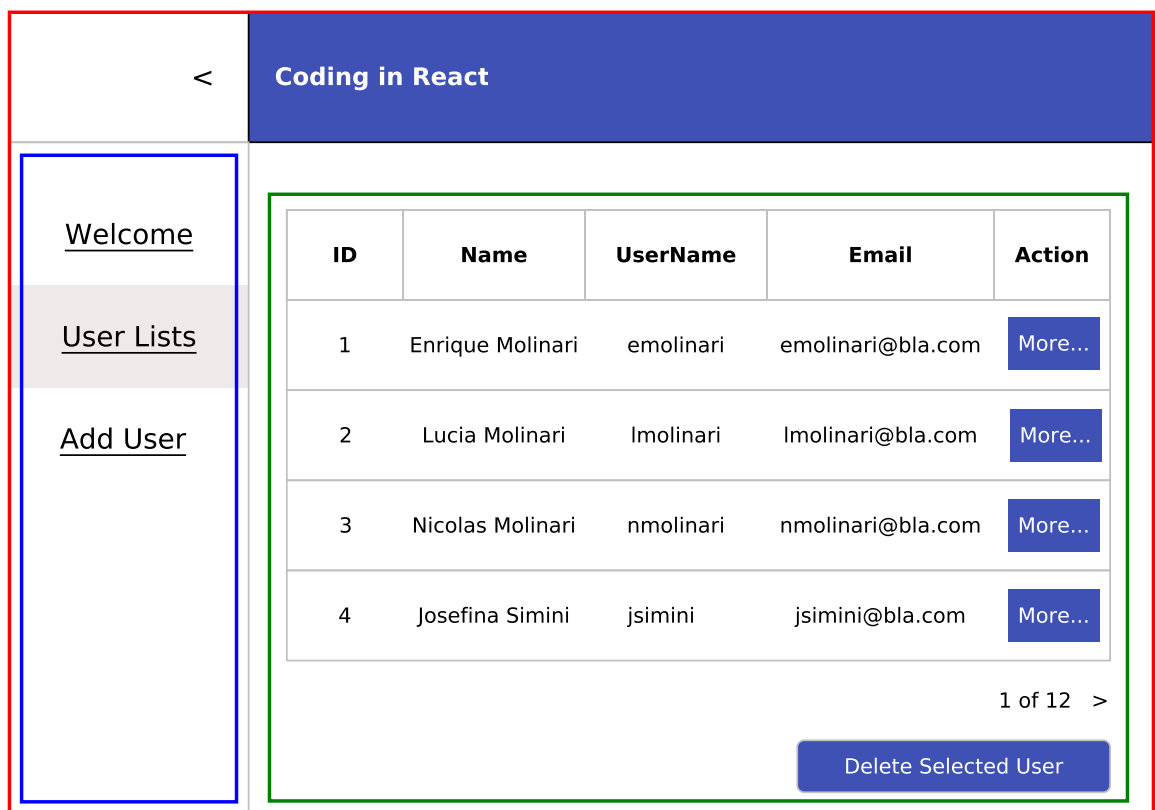 < Coding in React
Welcome
User Lists
Add User
ID Name UserName Email Action
1 Enrique Molinari emolinari emolinari@bla.com More...
2 Lucia Molinari lmolinari lmolinari@bla.com More...
3 Nicolas Molinari nmolinari nmolinari@bla.com More...
4 Josefina Simini jsimini jsimini@bla.com More...
1 of 12 >
Delete Selected User